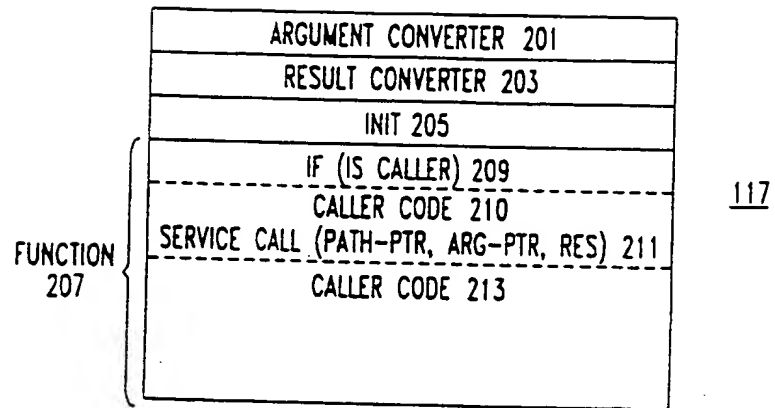 ARGUMENT CONVERTER 201
RESULT CONVERTER 203
INIT 205
IF (IS CALLER) 209
117
CALLER CODE 210
SERVICE CALL (PATH-PTR, ARG-PTR, RES) 211
FUNCTION
207
CALLER CODE 213